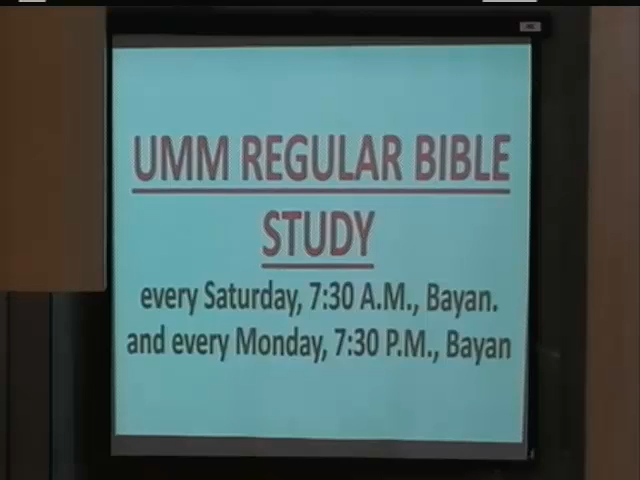 UMM REGULAR BIBLE
STUDY
every Saturday, 7:30 A.M., Bayan.
and every Monday, 7:30 P.M., Bayan